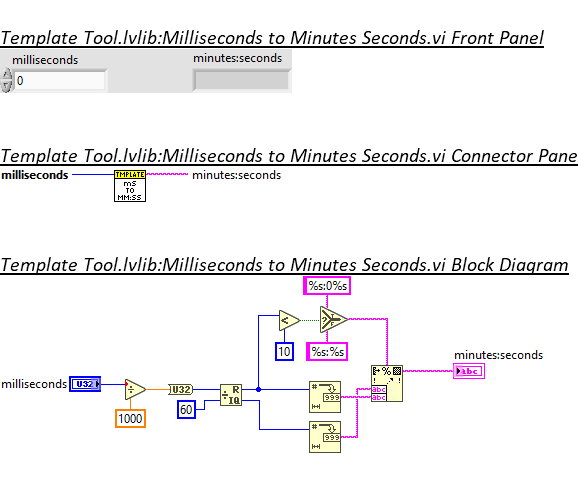 Template Tool.lvlib:Milliseconds to Minutes Seconds.vi Front Panel
milliseconds
minutes:seconds
0
Template Tool.lvlib:Milliseconds to Minutes Seconds.vi Connector Pane
milliseconds
TMPLATE
minutes:seconds
mS
TO
MM:SS
Template Tool.lvlib:Milliseconds to Minutes Seconds.vi Block Diagram
%s:0%s
<
?
T
F
10
%s:%s
minutes:seconds
abc
milliseconds
U32
÷
1000
U32
60
÷
R
IQ
#
999
#
999
%
!
abc
abc